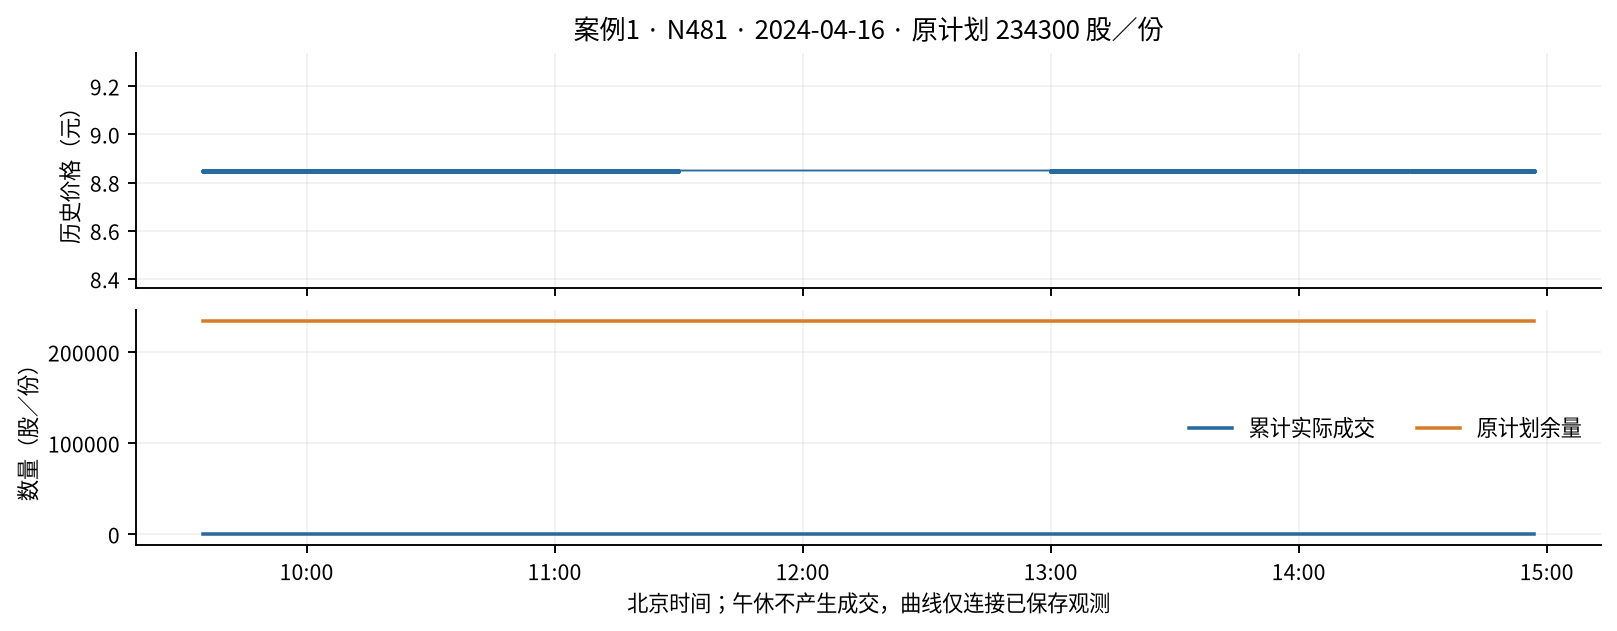 案例1 · N481 · 2024-04-16 · 原计划 234300 股／份
历史价格（元）
9.2
9.0
8.8
8.6
8.4
数量（股／份）
200000
100000
0
累计实际成交
原计划余量
10:00
11:00
12:00
13:00
14:00
15:00
北京时间；午休不产生成交，曲线仅连接已保存观测